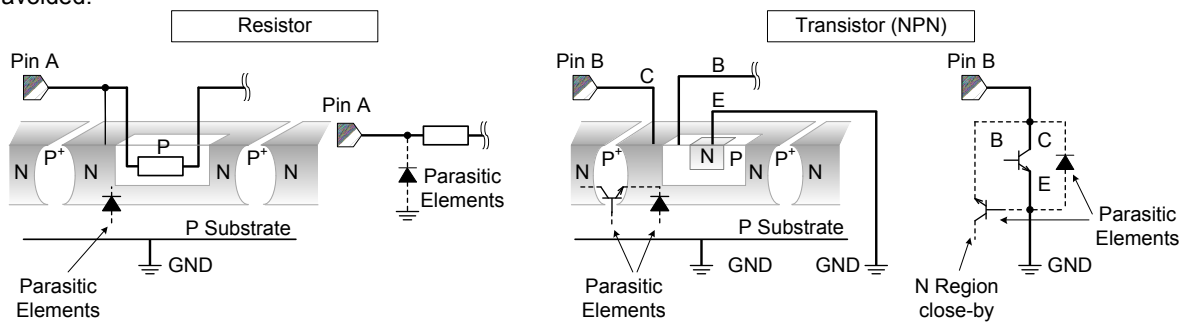 avoided.
Resistor
Transistor (NPN)
Pin A
Pin A
N
P+
N
P
N
P+
N
Parasitic
Elements
P Substrate
GND
Parasitic
Elements
Pin B
C
B
E
N
P+
N
N
P
N
P+
N
P Substrate
GND
GND
Parasitic
Elements
Pin B
B
C
E
Parasitic
Elements
GND
N Region
close-by